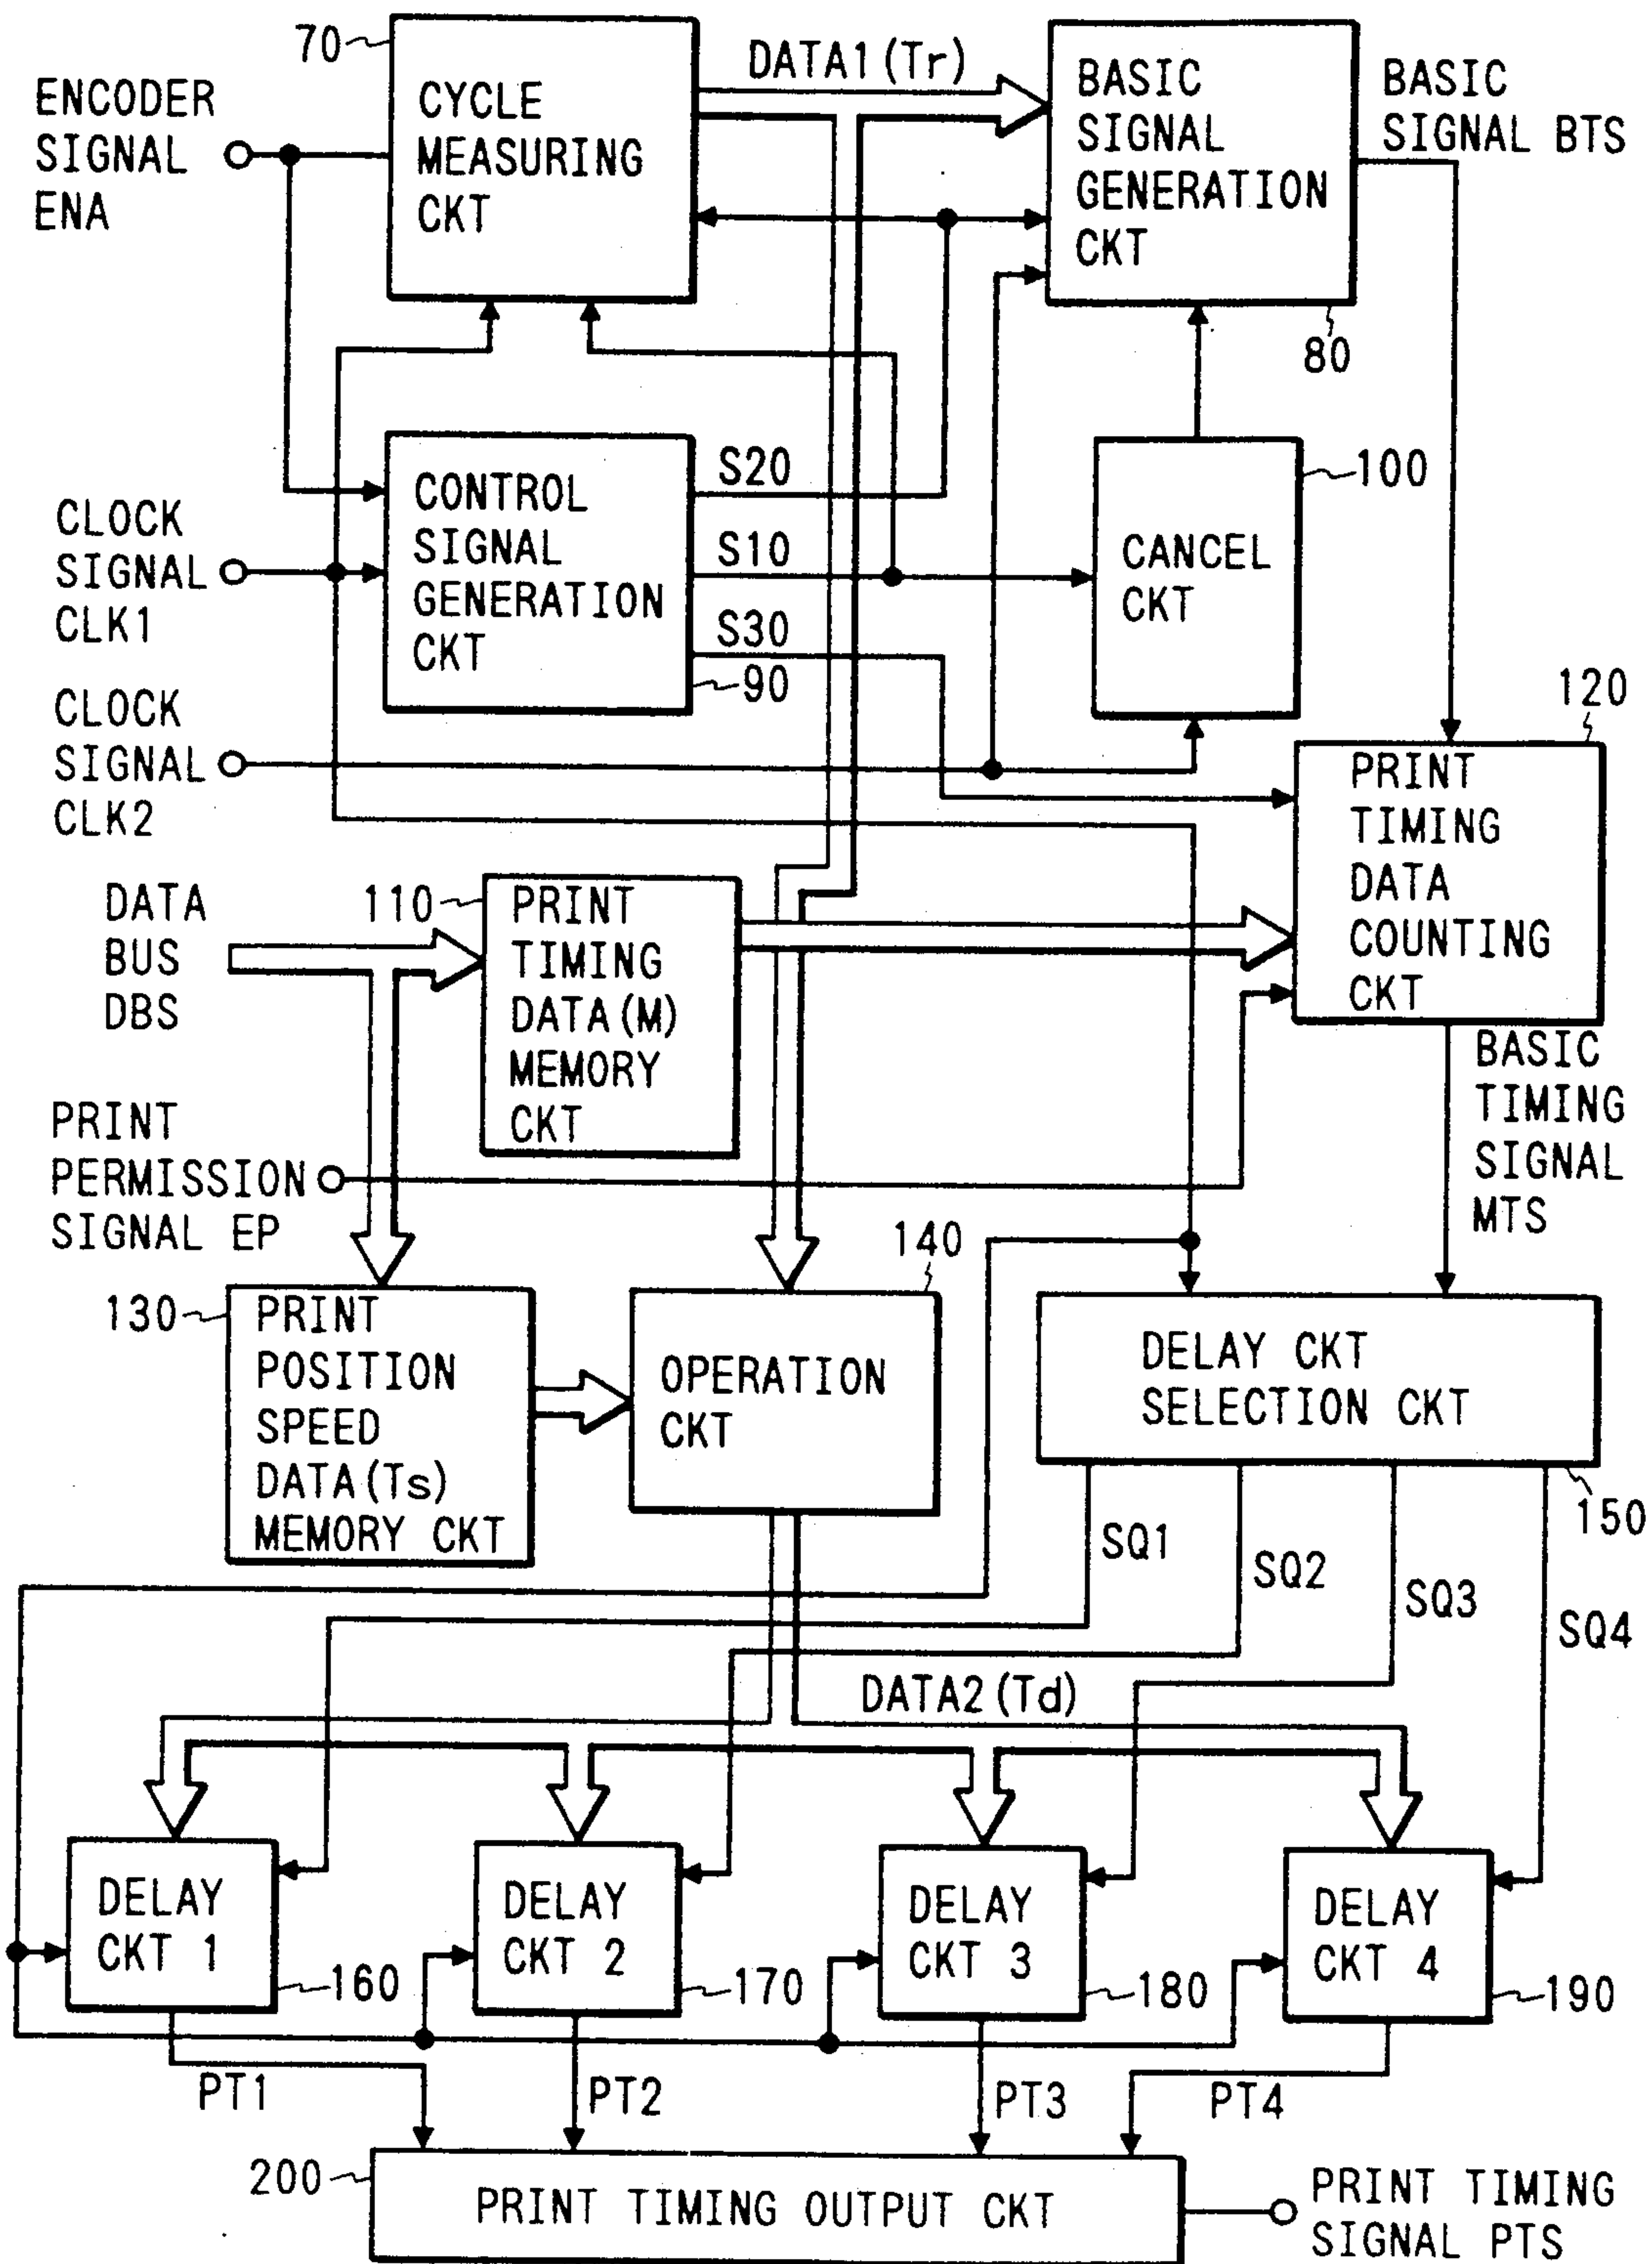 70
DATA1 (Tr)
ENCODER
SIGNAL
ENA
CYCLE
MEASURING
CKT
BASIC
SIGNAL
GENERATION
CKT
BASIC
SIGNAL BTS
80
CLOCK
SIGNAL
CLK1
CONTROL
SIGNAL
GENERATION
CKT
S20
S10
S30
90
100
CANCEL
CKT
CLOCK
SIGNAL
CLK2
120
PRINT
TIMING
DATA
COUNTING
CKT
DATA
BUS
DBS
110
PRINT
TIMING
DATA(M)
MEMORY
CKT
BASIC
TIMING
SIGNAL
MTS
PRINT
PERMISSION
SIGNAL EP
130
PRINT
POSITION
SPEED
DATA(Ts)
MEMORY CKT
140
OPERATION
CKT
DELAY CKT
SELECTION CKT
150
SQ1
SQ2
SQ3
SQ4
DATA2 (Td)
DELAY
CKT 1
160
DELAY
CKT 2
170
DELAY
CKT 3
180
DELAY
CKT 4
190
PT1
PT2
PT3
PT4
200
PRINT TIMING OUTPUT CKT
PRINT TIMING
SIGNAL PTS